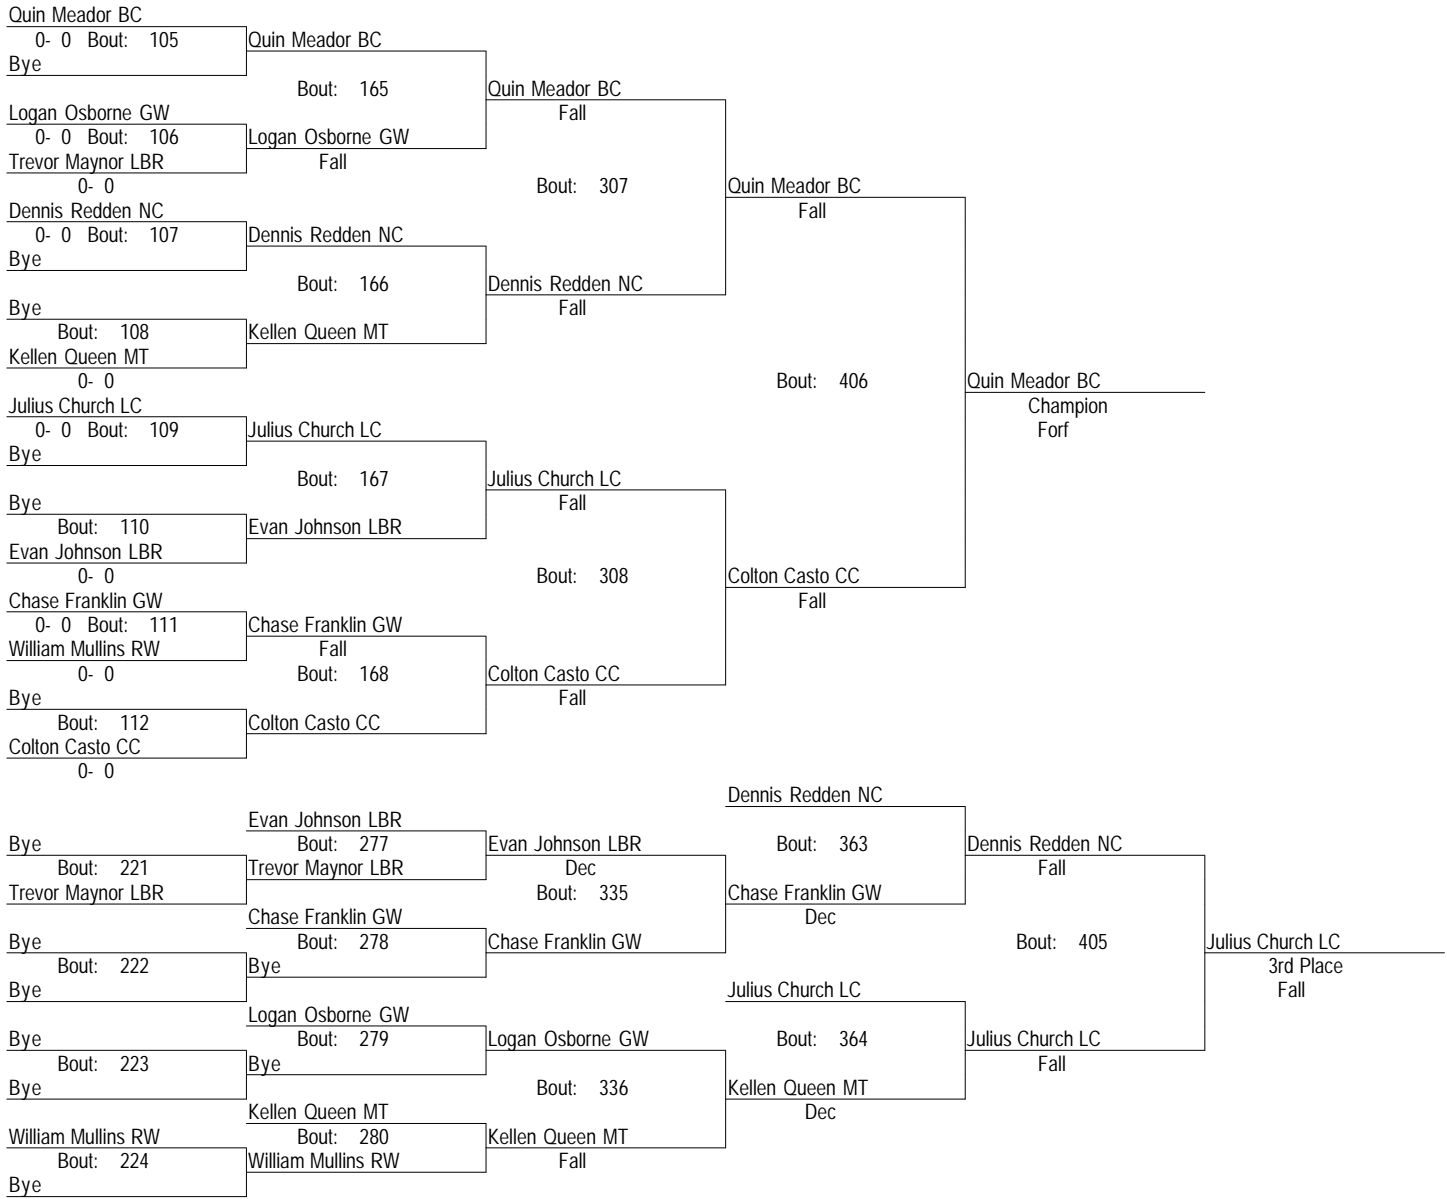 Quin Meador BC
0- 0 Bout: 105
Quin Meador BC
Bye
Bout: 165
Quin Meador BC
Fall
Logan Osborne GW
0- 0 Bout: 106
Logan Osborne GW
Fall
Trevor Maynor LBR
0- 0
Bout: 307
Quin Meador BC
Fall
Dennis Redden NC
0- 0 Bout: 107
Dennis Redden NC
Bye
Bout: 166
Dennis Redden NC
Fall
Bye
Bout: 108
Kellen Queen MT
Kellen Queen MT
0- 0
Bout: 406
Quin Meador BC
Champion
Forf
Julius Church LC
0- 0 Bout: 109
Julius Church LC
Bye
Bout: 167
Julius Church LC
Fall
Bye
Bout: 110
Evan Johnson LBR
Evan Johnson LBR
0- 0
Bout: 308
Colton Casto CC
Fall
Chase Franklin GW
0- 0 Bout: 111
Chase Franklin GW
Fall
William Mullins RW
0- 0
Bout: 168
Colton Casto CC
Fall
Bye
Bout: 112
Colton Casto CC
Colton Casto CC
0- 0
Dennis Redden NC
Evan Johnson LBR
Bye
Bout: 277
Evan Johnson LBR
Dec
Bout: 363
Dennis Redden NC
Fall
Bout: 221
Trevor Maynor LBR
Trevor Maynor LBR
Bout: 335
Chase Franklin GW
Dec
Chase Franklin GW
Bye
Bout: 278
Chase Franklin GW
Bout: 405
Julius Church LC
3rd Place
Fall
Bout: 222
Bye
Bye
Julius Church LC
Logan Osborne GW
Bye
Bout: 279
Logan Osborne GW
Bout: 364
Julius Church LC
Fall
Bout: 223
Bye
Bye
Bout: 336
Kellen Queen MT
Dec
Kellen Queen MT
William Mullins RW
Bout: 280
Kellen Queen MT
Fall
Bout: 224
William Mullins RW
Bye